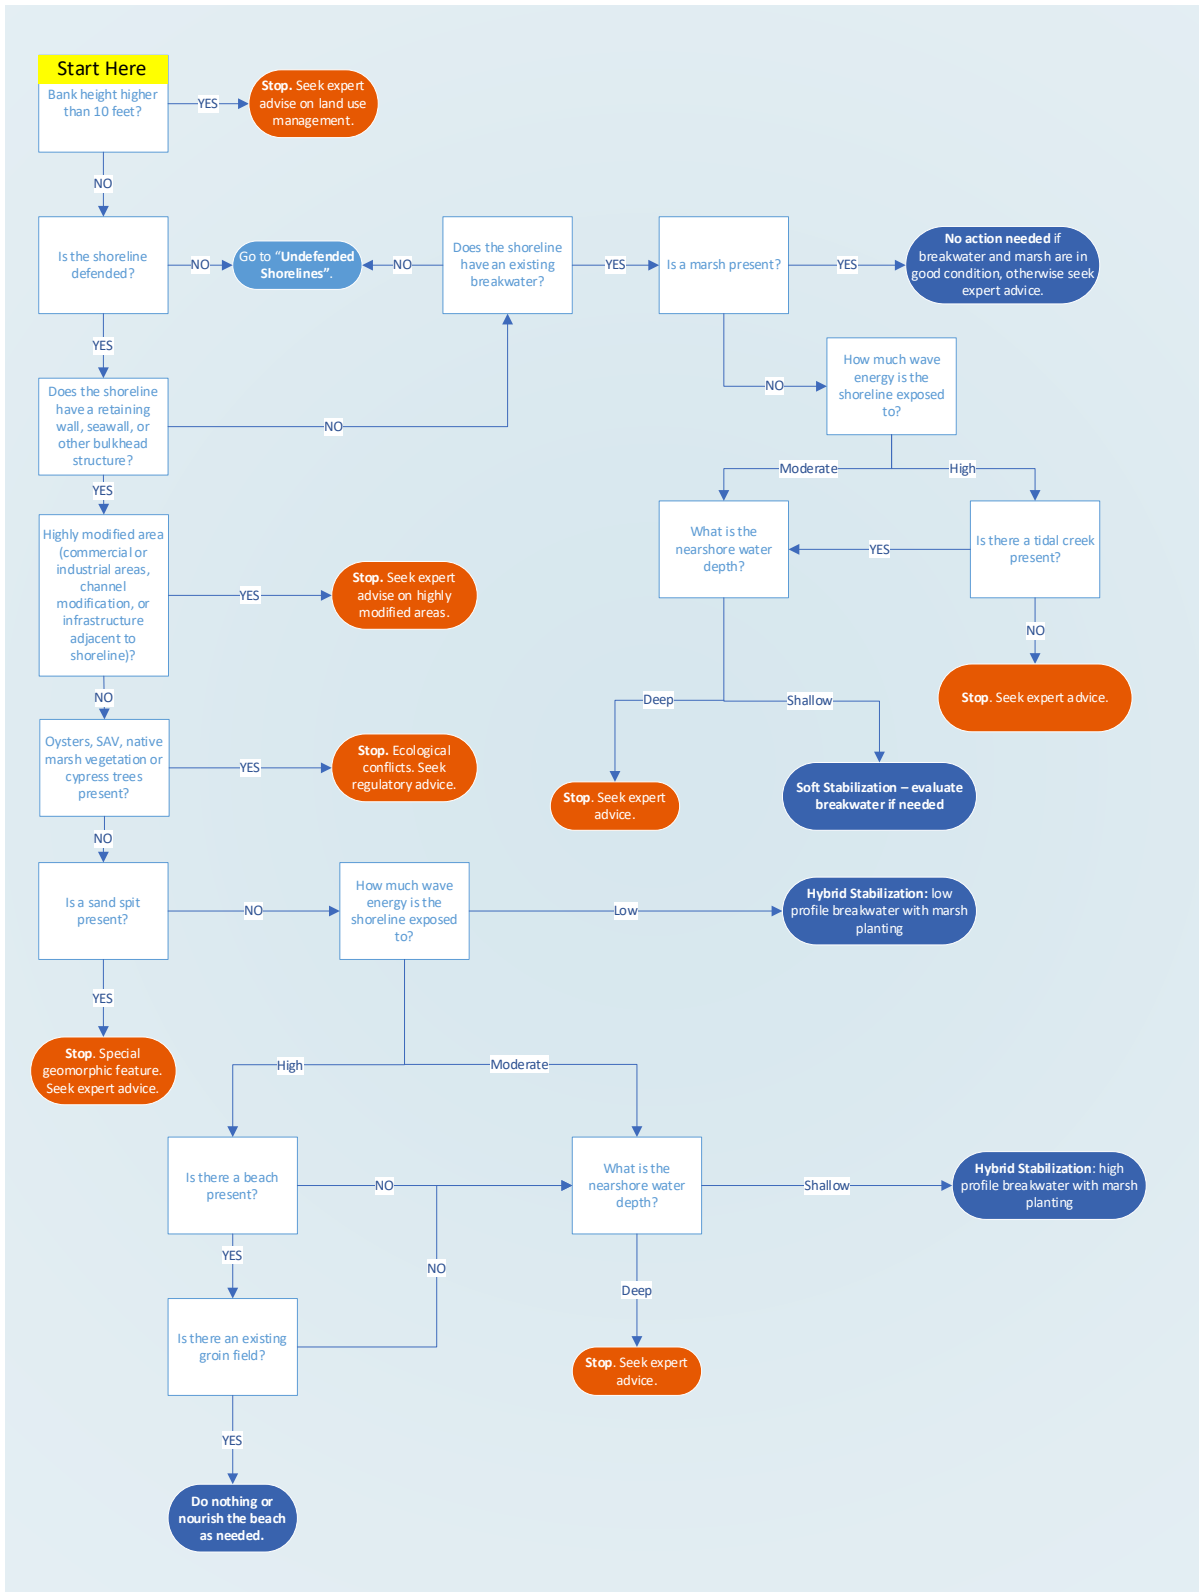 Start Here
Bank height higher
than 10 feet?
YES
Stop. Seek expert
advise on land use
management.
NO
Is the shoreline
defended?
NO
Go to “Undefended
Shorelines”.
NO
Does the shoreline
have an existing
breakwater?
YES
Is a marsh present?
YES
No action needed if
breakwater and marsh are in
good condition, otherwise seek
expert advice.
YES
NO
How much wave
energy is the
shoreline exposed
to?
Does the shoreline
have a retaining
wall, seawall, or
other bulkhead
structure?
NO
YES
Moderate
High
What is the
nearshore water
depth?
YES
Is there a tidal creek
present?
NO
Stop. Seek expert advice.
Highly modified area
(commercial or
industrial areas,
channel
modification, or
infrastructure
adjacent to
shoreline)?
YES
Stop. Seek expert
advise on highly
modified areas.
NO
Deep
Shallow
Stop. Seek expert
advice.
Soft Stabilization – evaluate
breakwater if needed
Oysters, SAV, native
marsh vegetation or
cypress trees
present?
YES
Stop. Ecological
conflicts. Seek
regulatory advice.
NO
Is a sand spit
present?
NO
How much wave
energy is the
shoreline exposed
to?
Low
Hybrid Stabilization: low
profile breakwater with marsh
planting
YES
Stop. Special
geomorphic feature.
Seek expert advice.
High
Moderate
Is there a beach
present?
NO
What is the
nearshore water
depth?
Shallow
Hybrid Stabilization: high
profile breakwater with marsh
planting
YES
NO
Deep
Is there an existing
groin field?
Stop. Seek expert
advice.
YES
Do nothing or
nourish the beach
as needed.